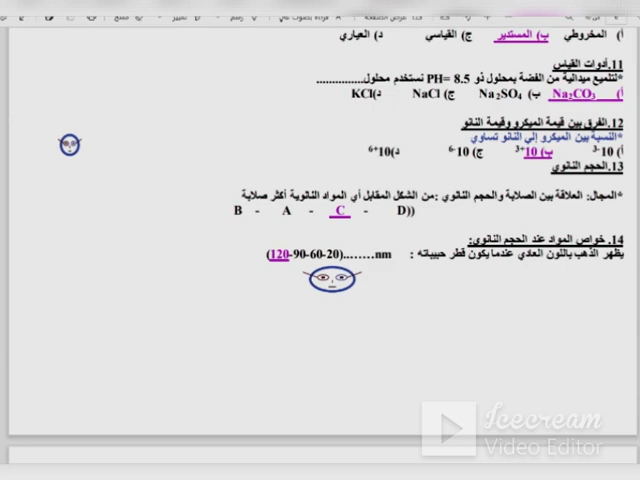 أ) المخروطي ب) المستدير ج) القياسي د) العياري
11.أدوات القياس
*لتلميع ميدالية من الفضة بمحلول ذو PH= 8.5 نستخدم محلول...............
أ) Na2CO3 ب) Na2SO4 ج) NaCl د)KCl
12.الفرق بين قيمة الميكرو وقيمة النانو
*النسبة بين الميكرو إلي النانو تساوي
أ) 10-3 ب) 10+3 ج) 10-6 د)10+6
13.الحجم النانوي
*المجال: العلاقة بين الصلابة والحجم النانوي :من الشكل المقابل أي المواد النانوية أكثر صلابة
B - A - C - D))
14. خواص المواد عند الحجم النانوي:
يظهر الذهب باللون العادي عندما يكون قطر حبيباته : nm........(120-90-60-20)
Icecream
Video Editor